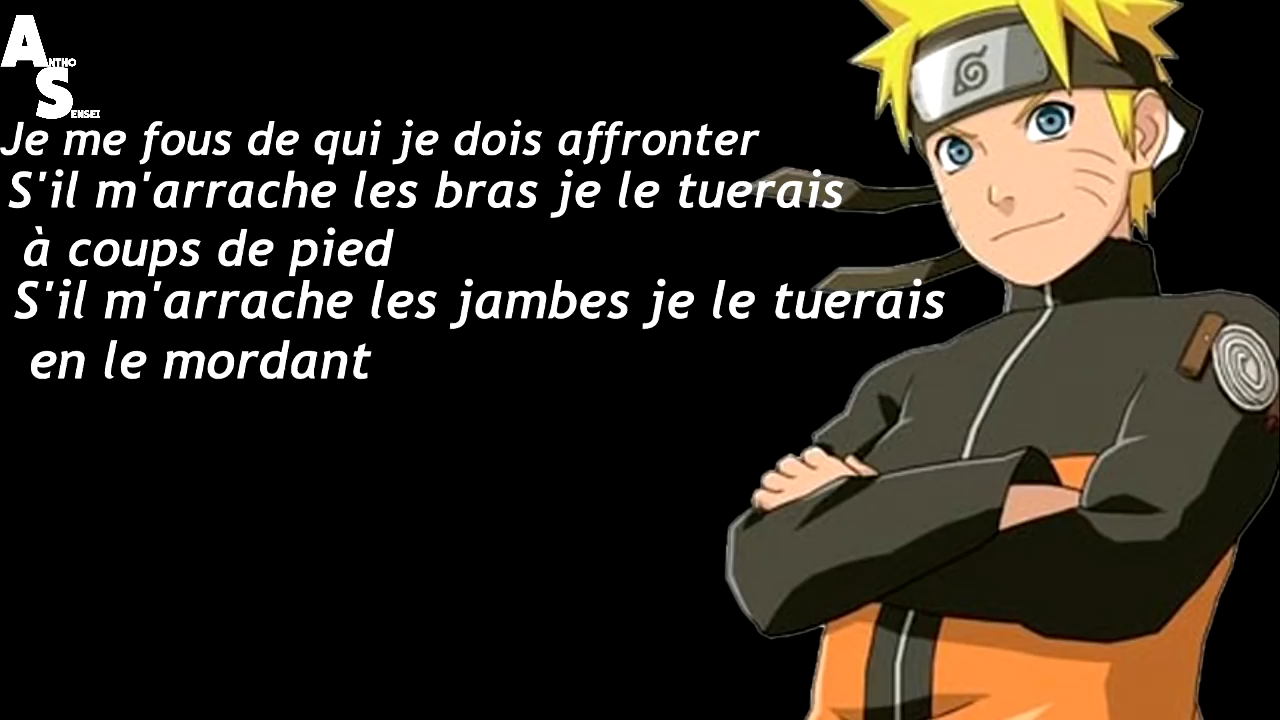 ANTHO
SENSEI
Je me fous de qui je dois affronter
S'il m'arrache les bras je le tuerais
à coups de pied
S'il m'arrache les jambes je le tuerais
en le mordant